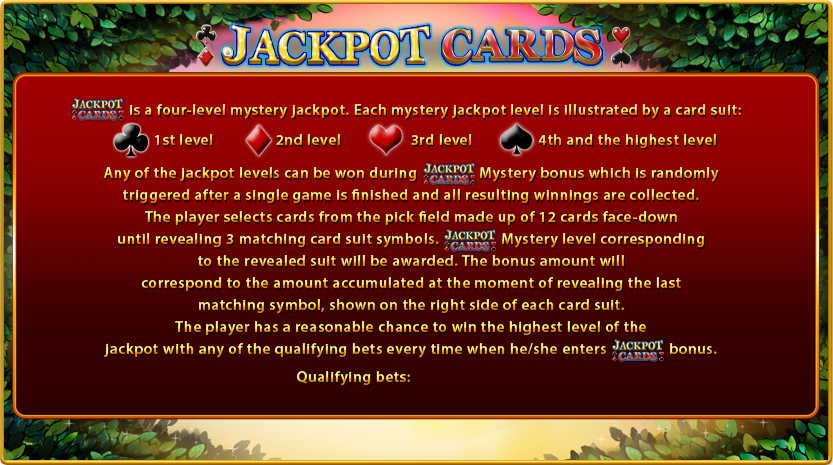 JACKPOT CARDS
JACKPOT CARDS is a four-level mystery jackpot. Each mystery jackpot level is illustrated by a card suit:
1st level 2nd level 3rd level 4th and the highest level
Any of the jackpot levels can be won during JACKPOT CARDS Mystery bonus which is randomly
triggered after a single game is finished and all resulting winnings are collected.
The player selects cards from the pick field made up of 12 cards face-down
until revealing 3 matching card suit symbols. JACKPOT CARDS Mystery level corresponding
to the revealed suit will be awarded. The bonus amount will
correspond to the amount accumulated at the moment of revealing the last
matching symbol, shown on the right side of each card suit.
The player has a reasonable chance to win the highest level of the
jackpot with any of the qualifying bets every time when he/she enters JACKPOT CARDS bonus.
Qualifying bets: